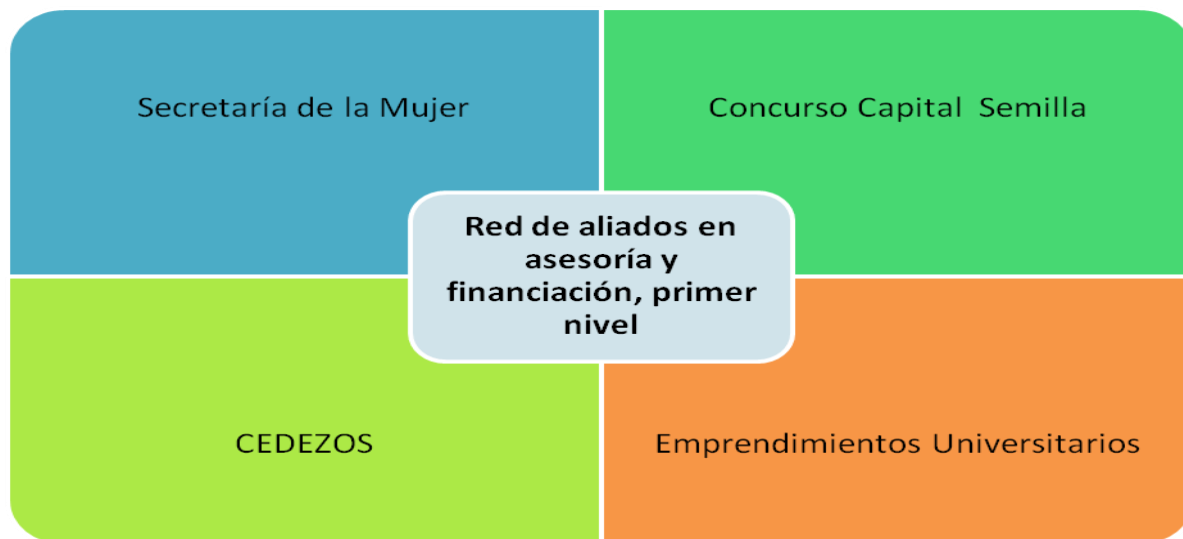 Secretaría de la Mujer
Concurso Capital Semilla
Red de aliados en
asesoría y
financiación, primer
nivel
CEDEZOS
Emprendimientos Universitarios